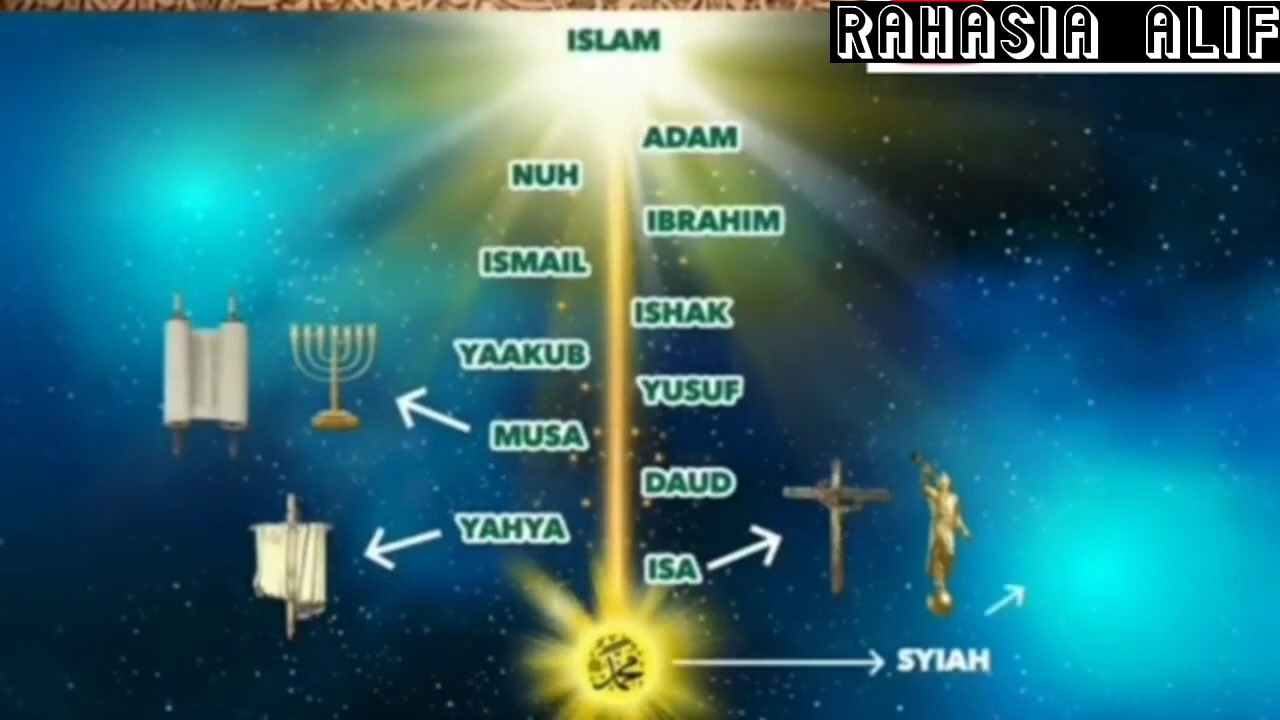 RAHASIA ALIF
ISLAM
ADAM
NUH
IBRAHIM
ISMAIL
ISHAK
YAAKUB
YUSUF
MUSA
DAUD
YAHYA
ISA
محمد
SYIAH